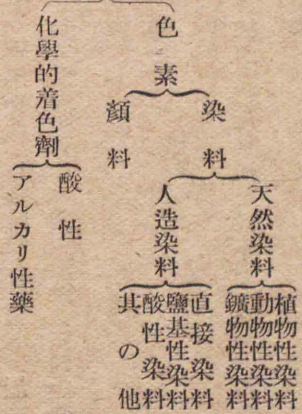 色素
染料
天然染料
植物性染料
動物性染料
鑛物性染料
人造染料
直接染料
鹽基性染料
酸性染料
其の他
顏料
化學的着色劑
酸性
アルカリ性藥